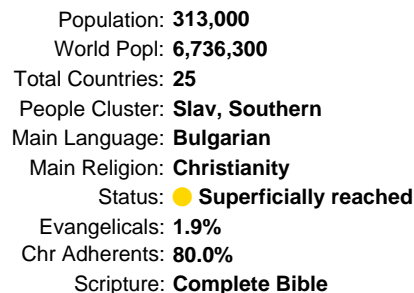 Population: 313,000
World Popl: 6,736,300
Total Countries: 25
People Cluster: Slav, Southern
Main Language: Bulgarian
Main Religion: Christianity
Status: Superficially reached
Evangelicals: 1.9%
Chr Adherents: 80.0%
Scripture: Complete Bible